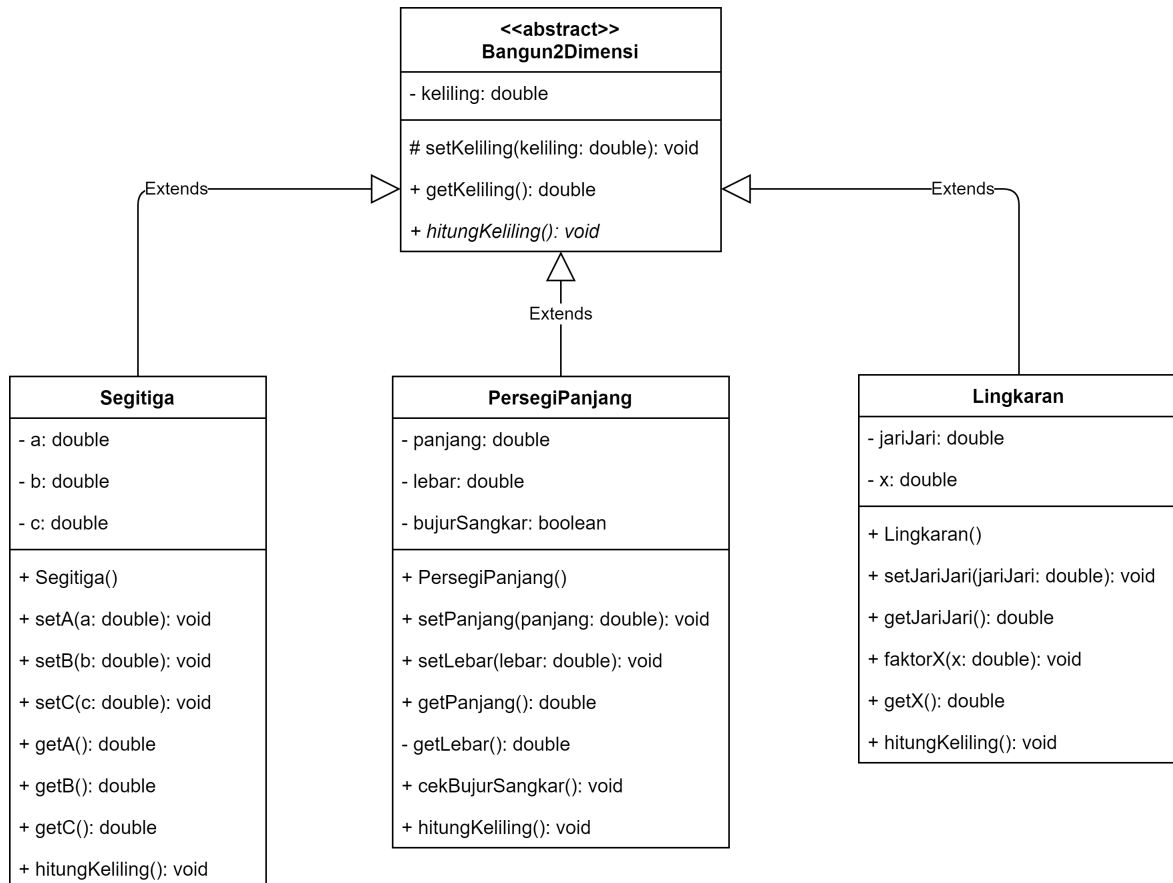 <<abstract>>
Bangun2Dimensi
- keliling: double
# setKeliling(keliling: double): void
+ getKeliling(): double
+ hitungKeliling(): void
Extends
Extends
Extends
Segitiga
- a: double
- b: double
- c: double
+ Segitiga()
+ setA(a: double): void
+ setB(b: double): void
+ setC(c: double): void
+ getA(): double
+ getB(): double
+ getC(): double
+ hitungKeliling(): void
PersegiPanjang
- panjang: double
- lebar: double
- bujurSangkar: boolean
+ PersegiPanjang()
+ setPanjang(panjang: double): void
+ setLebar(lebar: double): void
+ getPanjang(): double
- getLebar(): double
+ cekBujurSangkar(): void
+ hitungKeliling(): void
Lingkaran
- jariJari: double
- x: double
+ Lingkaran()
+ setJariJari(jariJari: double): void
+ getJariJari(): double
+ faktorX(x: double): void
+ getX(): double
+ hitungKeliling(): void